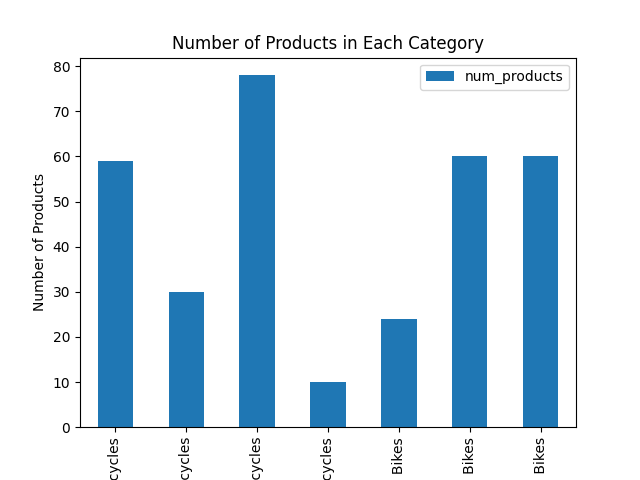 Number of Products in Each Category
num_products
Number of Products
80
70
60
50
40
30
20
10
0
cycles
cycles
cycles
cycles
Bikes
Bikes
Bikes